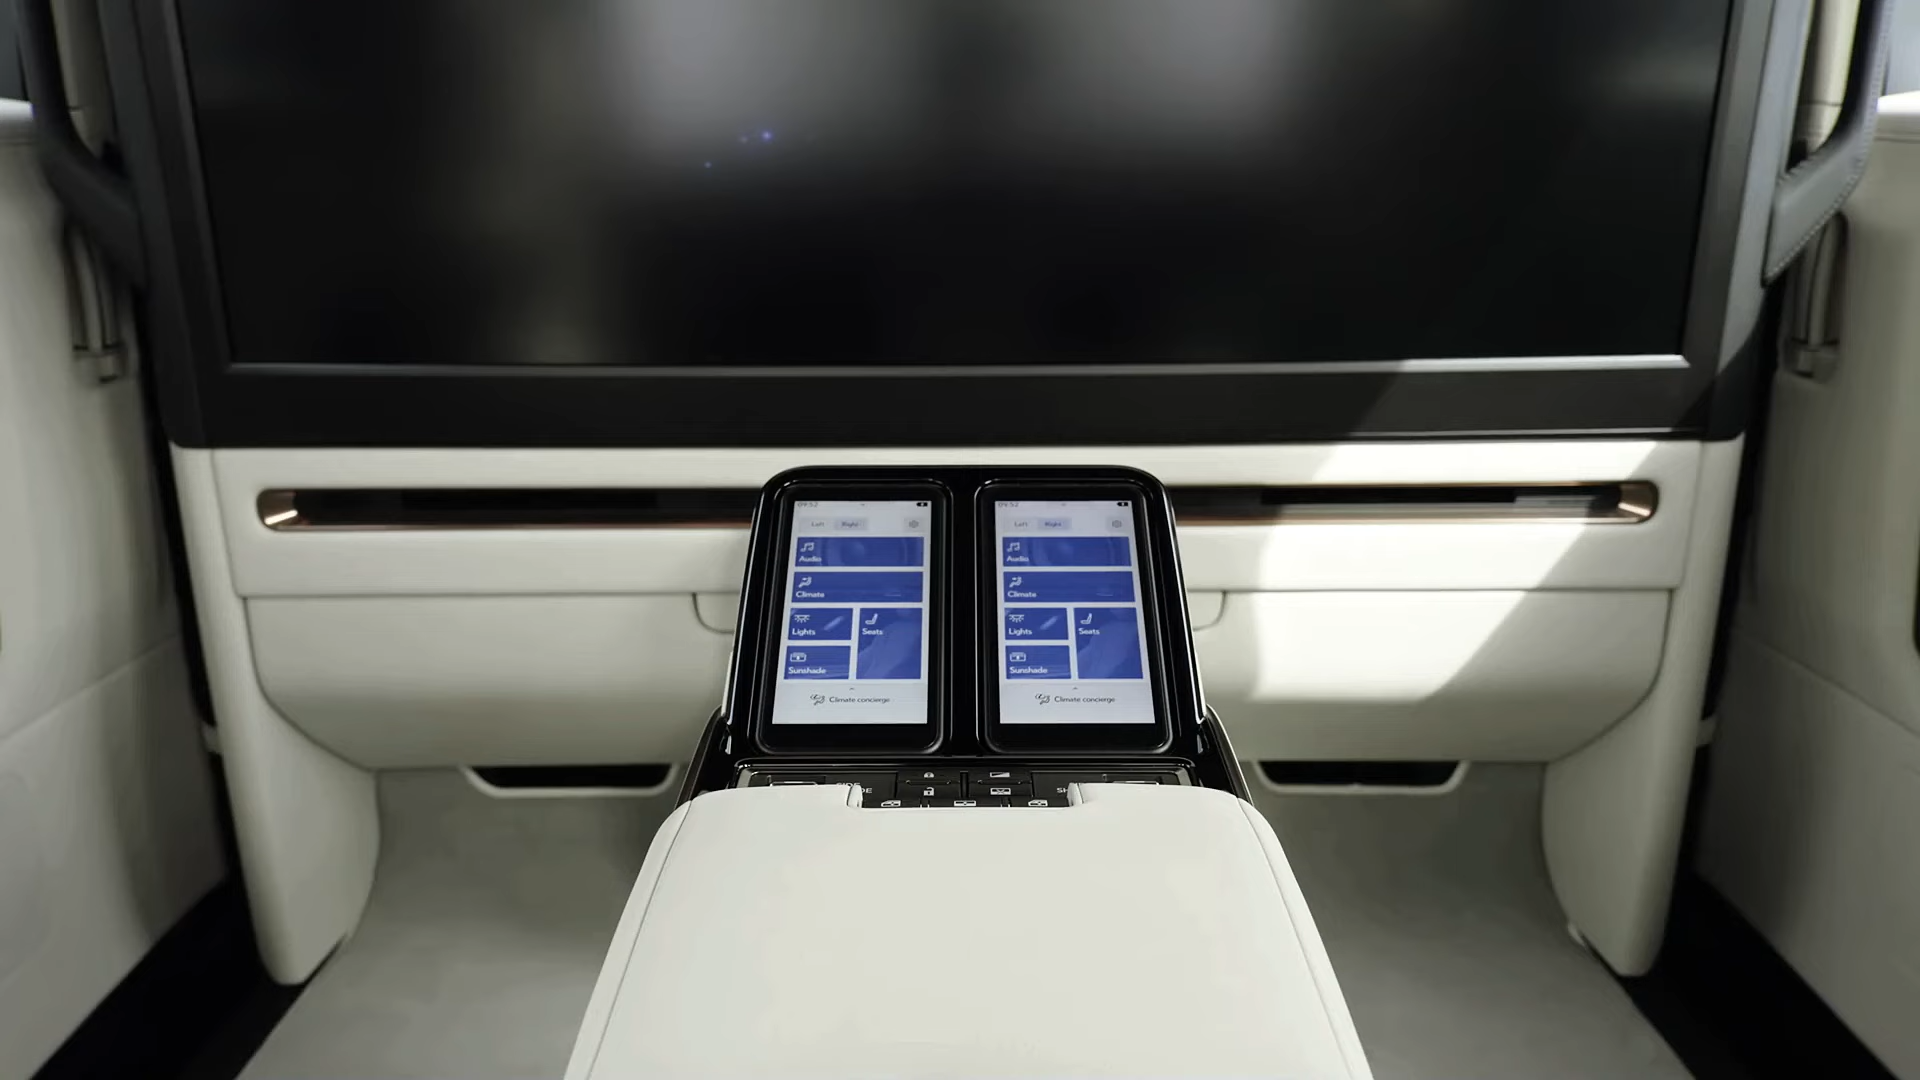 09:52
Left Right
Audio
Climate
Lights
Seats
Sunshade
Climate concierge
09:52
Left Right
Audio
Climate
Lights
Seats
Sunshade
Climate concierge